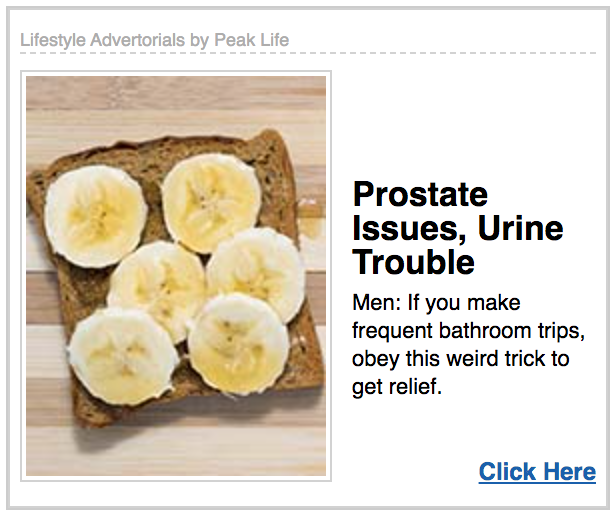 Lifestyle Advertorials by Peak Life
Prostate
Issues, Urine
Trouble
Men: If you make
frequent bathroom trips,
obey this weird trick to
get relief.
Click Here